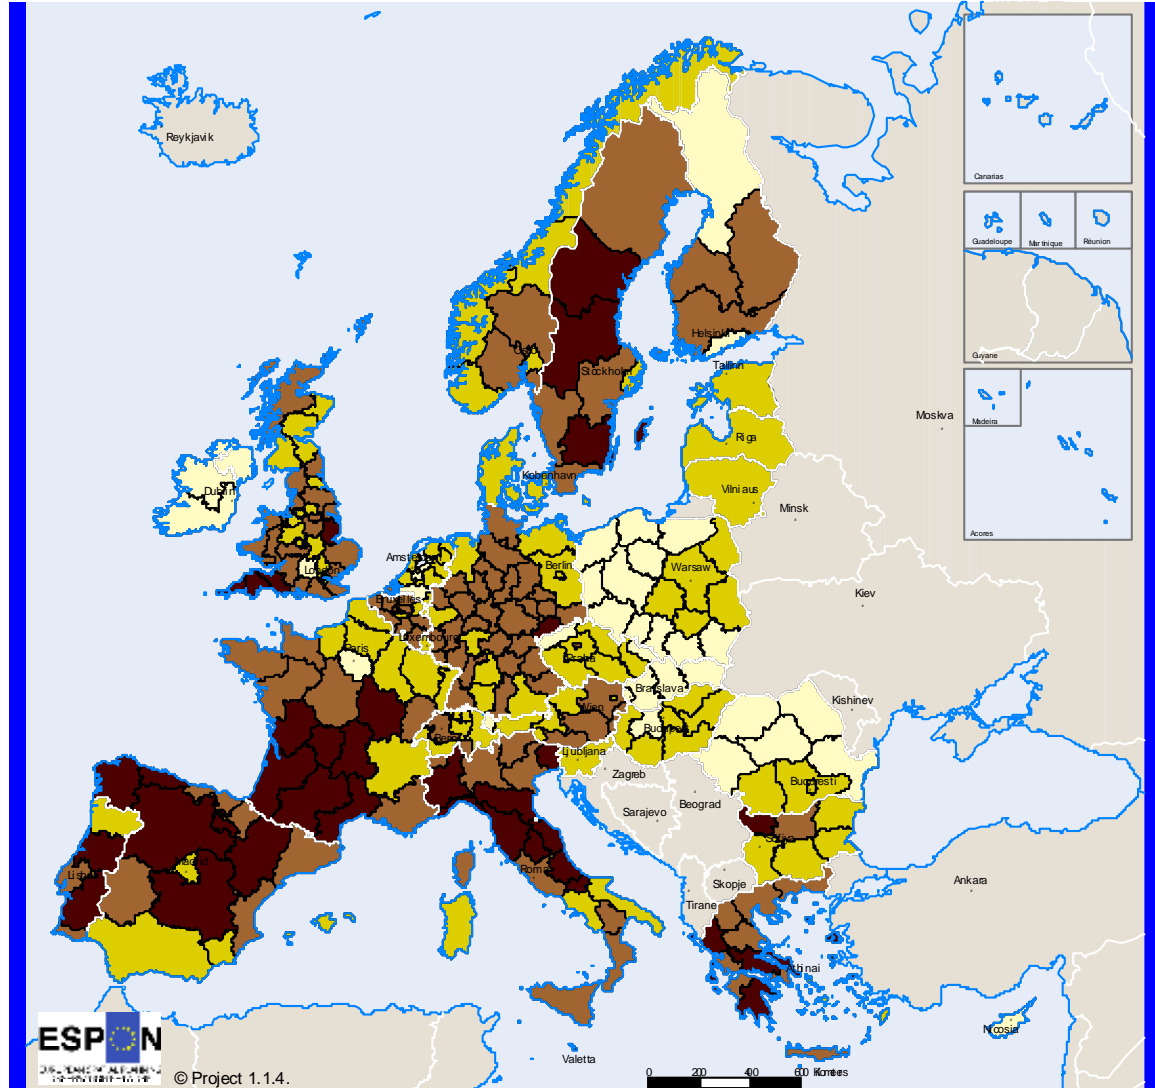 Reykjavik
Canarias
Guadeloupe
Martinique
Réunion
Guyane
Madeira
Acores
Helsinki
Oslo
Stockholm
Tallinn
Riga
Moskva
København
Vilniaus
Minsk
Dublin
London
Amsterdam
Berlin
Warsaw
Kiev
Bruxelles
Luxembourg
Paris
Praha
Bratislava
Wien
Kishinev
Bern
Budapest
Ljubljana
Zagreb
Bucuresti
Beograd
Sarajevo
Sofiya
Skopje
Ankara
Madrid
Lisboa
Roma
Tirane
Athinai
Nicosia
Valetta
ESPON
© Project 1.1.4.
0 200 400 600 Kilometers